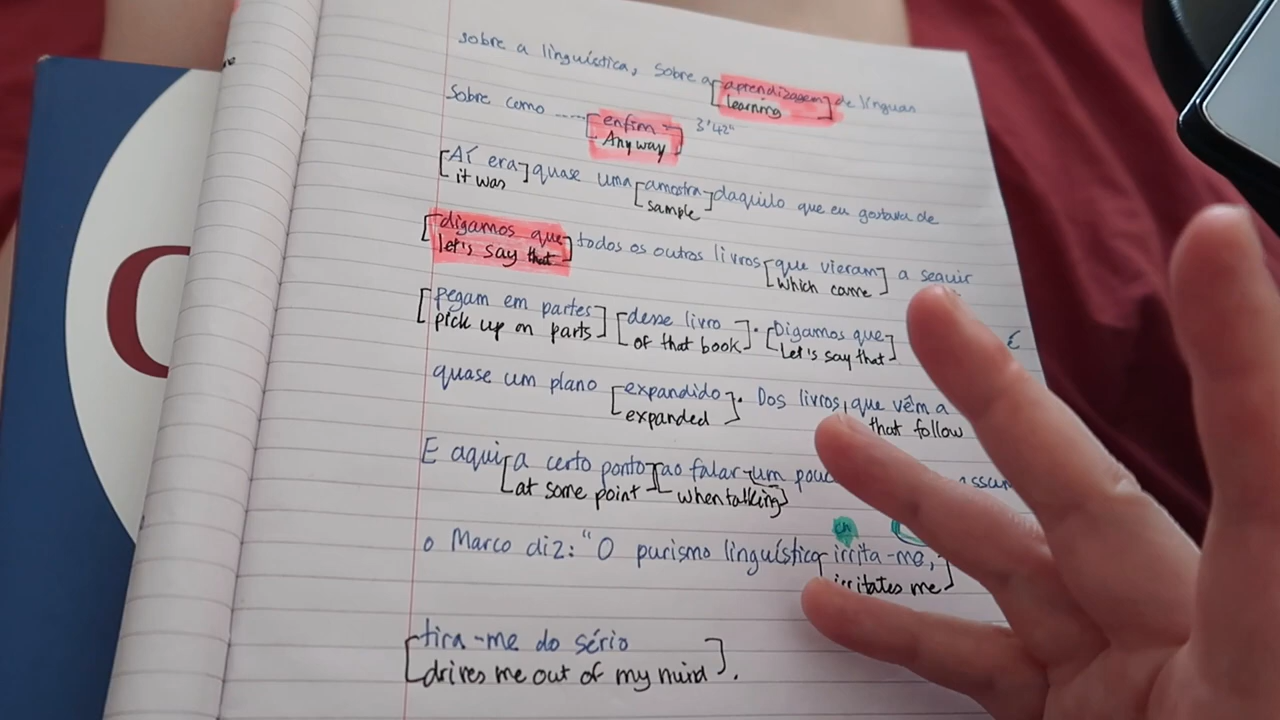 sobre a linguística, sobre a aprendizagem de línguas
learning
Sobre como ..... enfim 3'42"
Anyway
Aí era quase uma amostra daquilo que eu gostava de
it was sample
digamos que todos os outros livros que vieram a seguir
let's say that which came
pegam em partes desse livro. Digamos que É
pick up on parts of that book Let's say that
quase um plano expandido. Dos livros, que vêm a
expanded that follow
E aqui a certo ponto ao falar um
at some point when talking
o Marco diz: "O purismo linguístico irrita-me,
irritates me
tira-me do sério
drives me out of my mind.